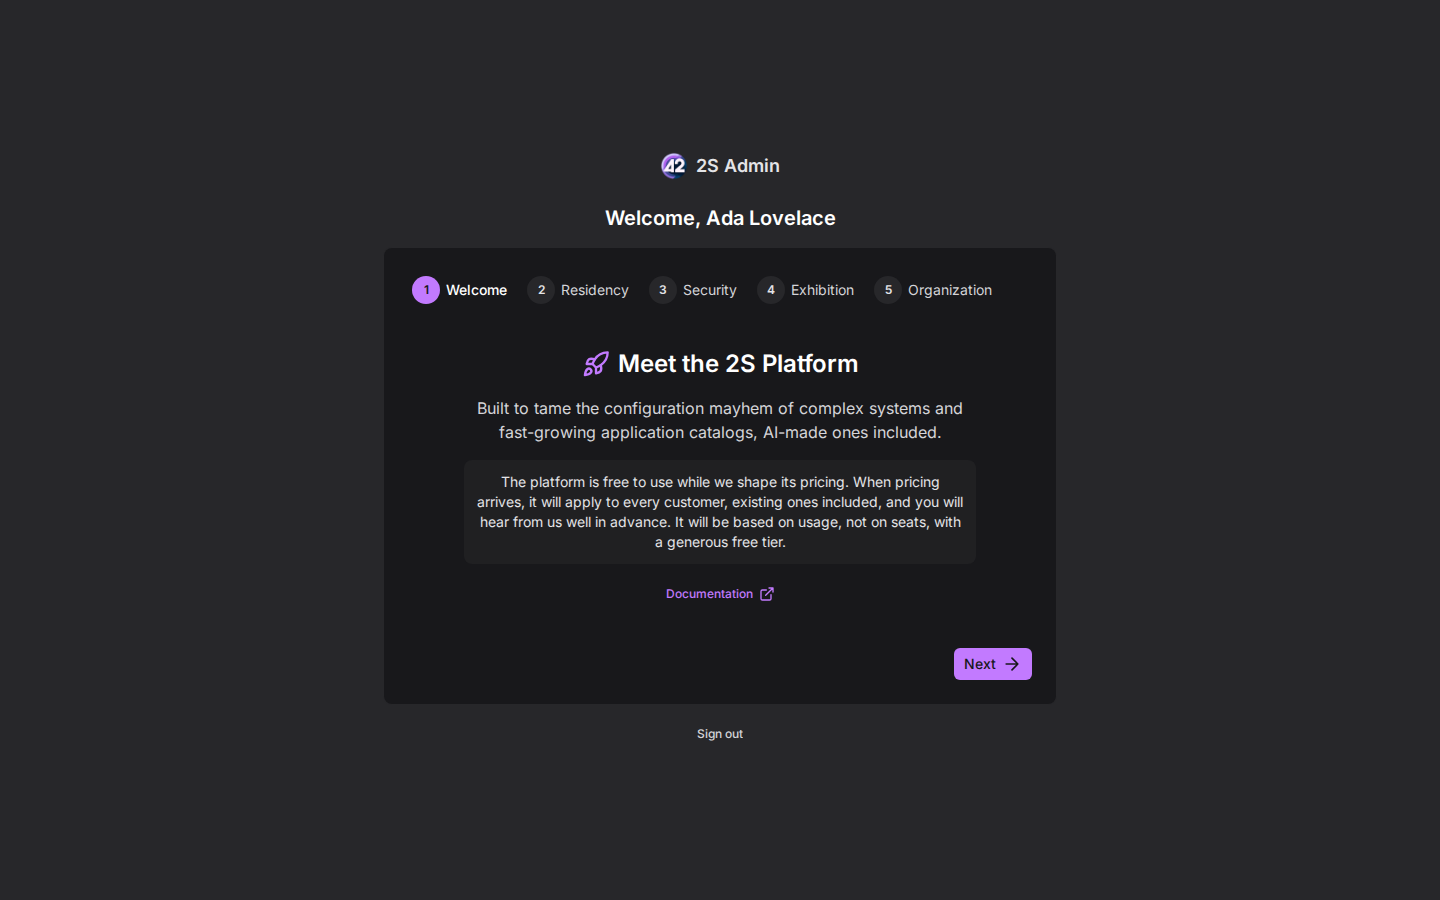 42 2S Admin
Welcome, Ada Lovelace
1 Welcome 2 Residency 3 Security 4 Exhibition 5 Organization
Meet the 2S Platform
Built to tame the configuration mayhem of complex systems and
fast-growing application catalogs, AI-made ones included.
The platform is free to use while we shape its pricing. When pricing
arrives, it will apply to every customer, existing ones included, and you will
hear from us well in advance. It will be based on usage, not on seats, with
a generous free tier.
Documentation
Next
Sign out